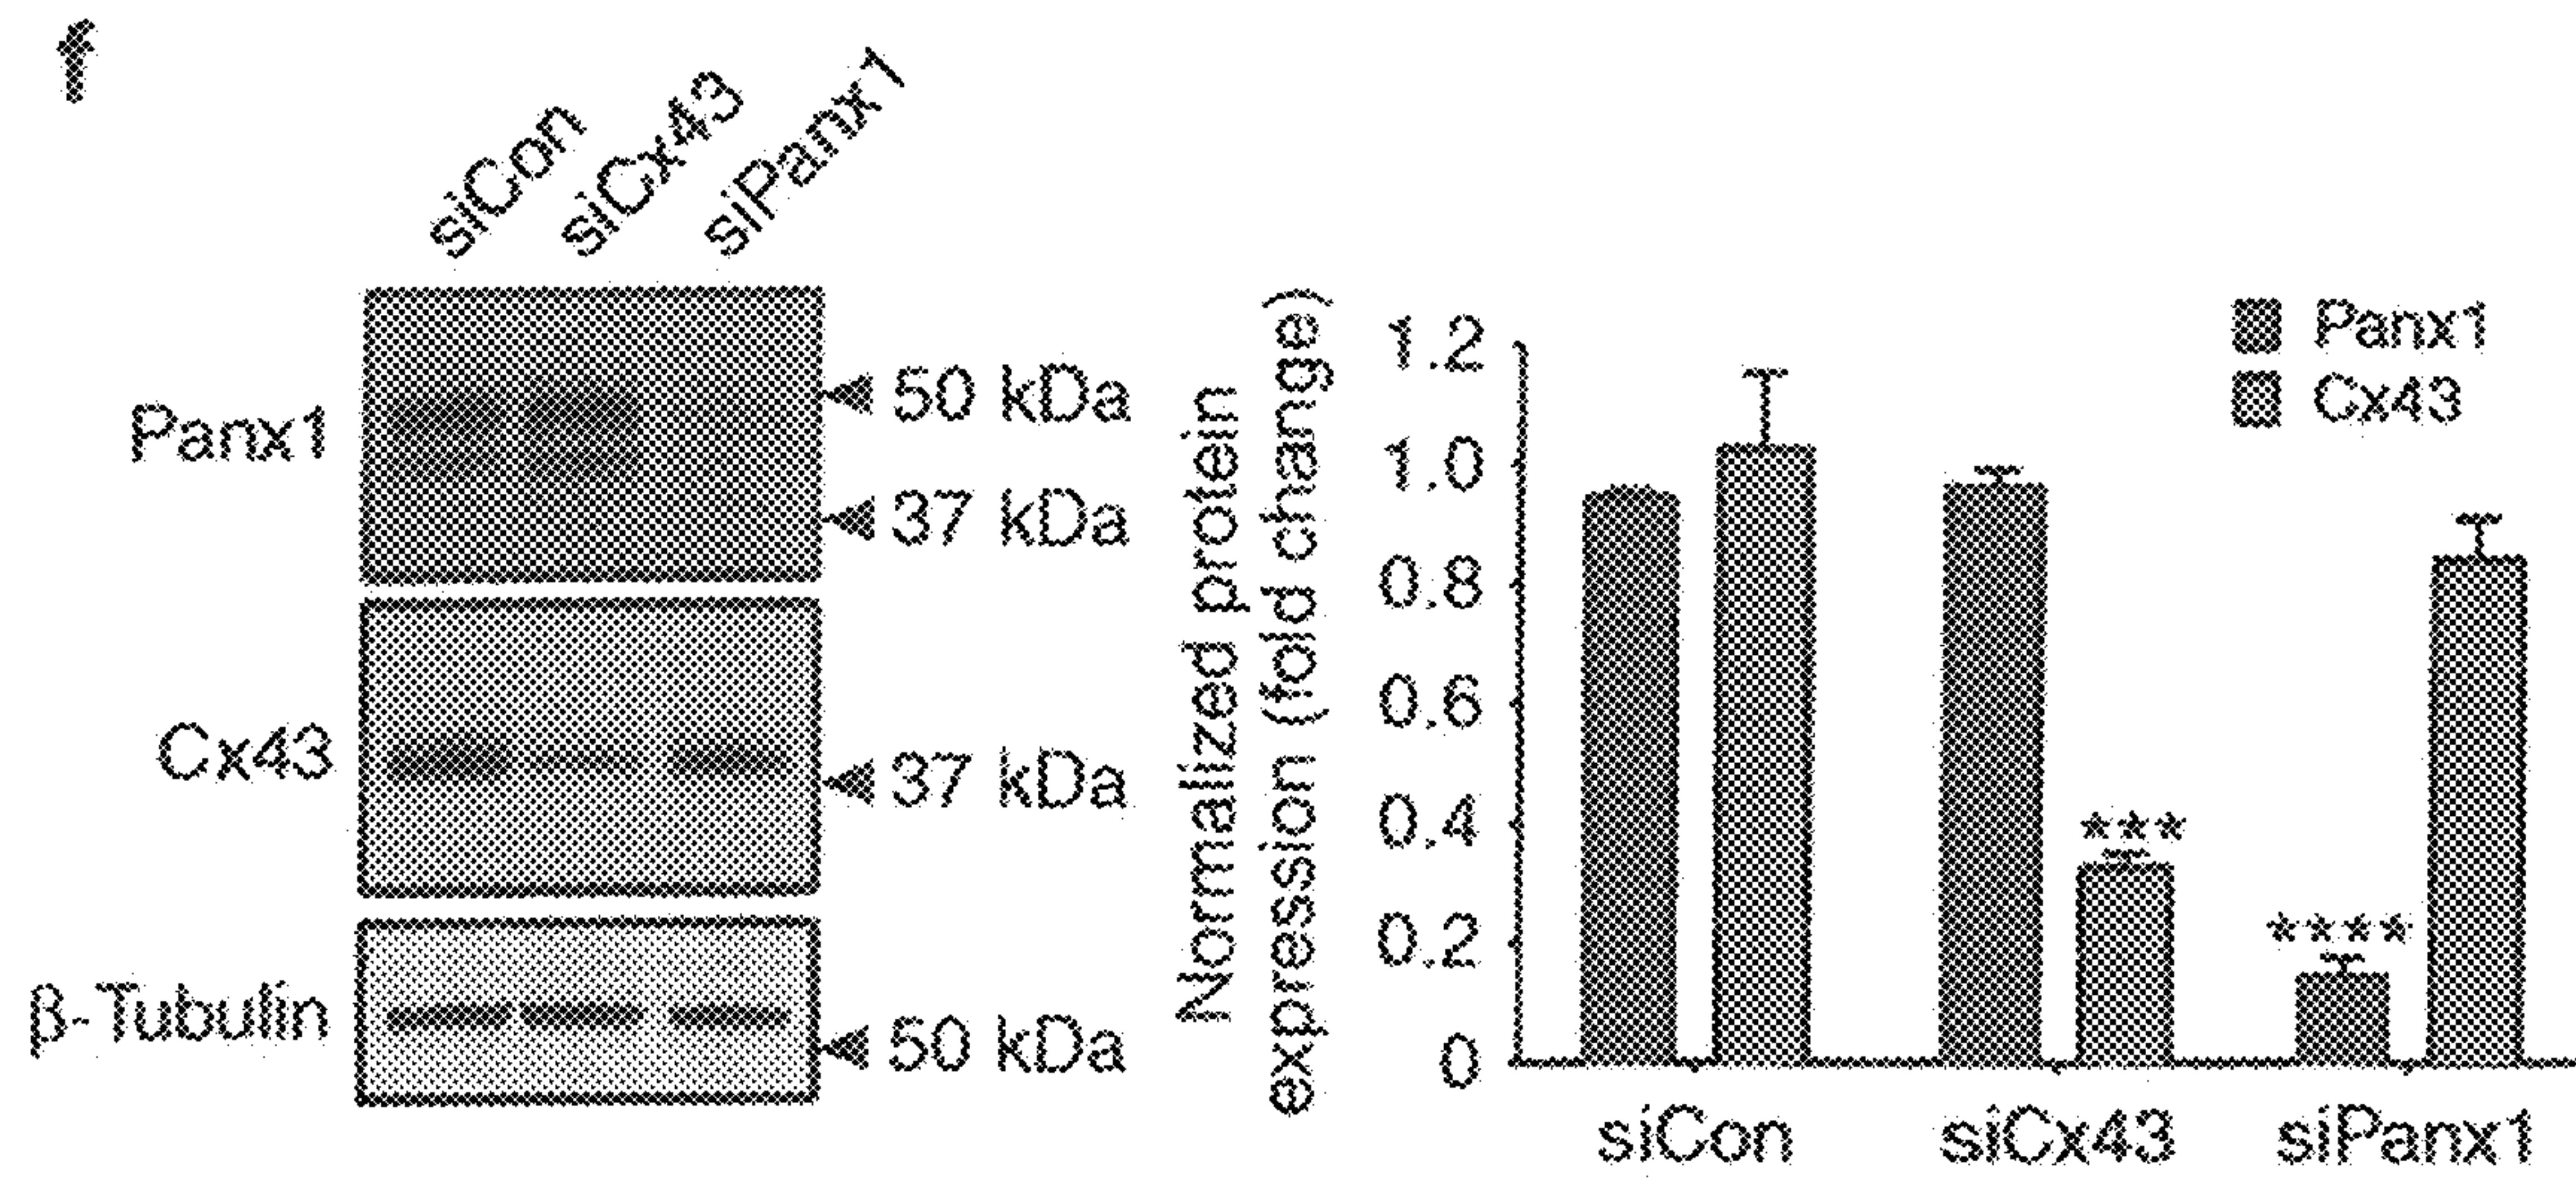 f
siCon
siCx43
siPanx1
Panx1
50 kDa
37 kDa
Cx43
37 kDa
β-Tubulin
50 kDa
Normalized protein
expression (fold change)
1.2
1.0
0.8
0.6
0.4
0.2
0
Panx1
Cx43
***
****
siCon
siCx43
siPanx1